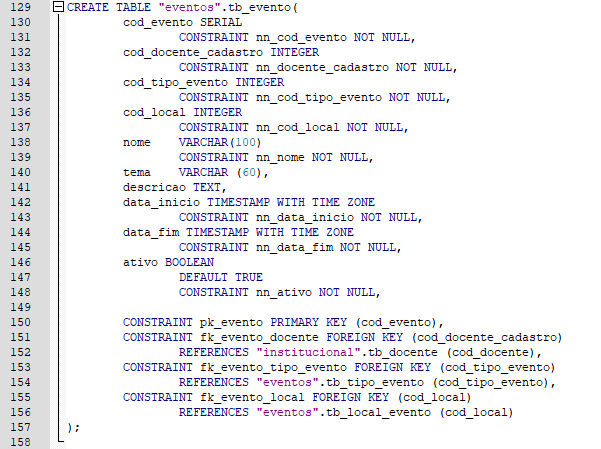 129 CREATE TABLE "eventos".tb_evento(
130 cod_evento SERIAL
131 CONSTRAINT nn_cod_evento NOT NULL,
132 cod_docente_cadastro INTEGER
133 CONSTRAINT nn_docente_cadastro NOT NULL,
134 cod_tipo_evento INTEGER
135 CONSTRAINT nn_cod_tipo_evento NOT NULL,
136 cod_local INTEGER
137 CONSTRAINT nn_cod_local NOT NULL,
138 nome VARCHAR(100)
139 CONSTRAINT nn_nome NOT NULL,
140 tema VARCHAR (60),
141 descricao TEXT,
142 data_inicio TIMESTAMP WITH TIME ZONE
143 CONSTRAINT nn_data_inicio NOT NULL,
144 data_fim TIMESTAMP WITH TIME ZONE
145 CONSTRAINT nn_data_fim NOT NULL,
146 ativo BOOLEAN
147 DEFAULT TRUE
148 CONSTRAINT nn_ativo NOT NULL,
149
150 CONSTRAINT pk_evento PRIMARY KEY (cod_evento),
151 CONSTRAINT fk_evento_docente FOREIGN KEY (cod_docente_cadastro)
152 REFERENCES "institucional".tb_docente (cod_docente),
153 CONSTRAINT fk_evento_tipo_evento FOREIGN KEY (cod_tipo_evento)
154 REFERENCES "eventos".tb_tipo_evento (cod_tipo_evento),
155 CONSTRAINT fk_evento_local FOREIGN KEY (cod_local)
156 REFERENCES "eventos".tb_local_evento (cod_local)
157 );
158